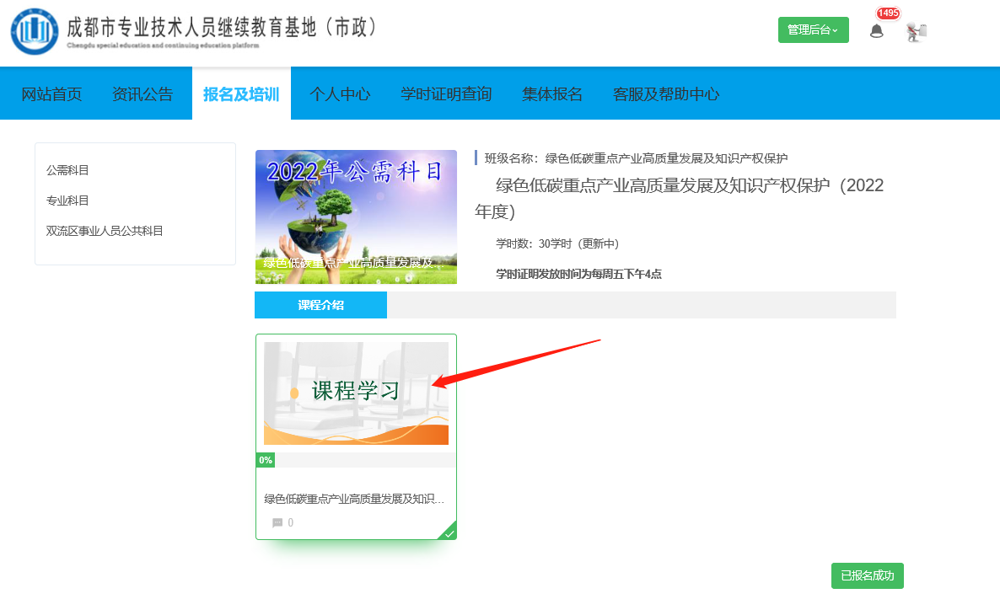 成都市专业技术人员继续教育基地（市政）
Chengdu special education and continuing education platform
管理后台
1495
网站首页 资讯公告 报名及培训 个人中心 学时证明查询 集体报名 客服及帮助中心
公需科目
专业科目
双流区事业人员公共科目
2022年公需科目
绿色低碳重点产业高质量发展及...
班级名称：绿色低碳重点产业高质量发展及知识产权保护
绿色低碳重点产业高质量发展及知识产权保护（2022
年度）
学时数：30学时（更新中）
学时证明发放时间为每周五下午4点
课程介绍
课程学习
0%
绿色低碳重点产业高质量发展及知识...
0
已报名成功